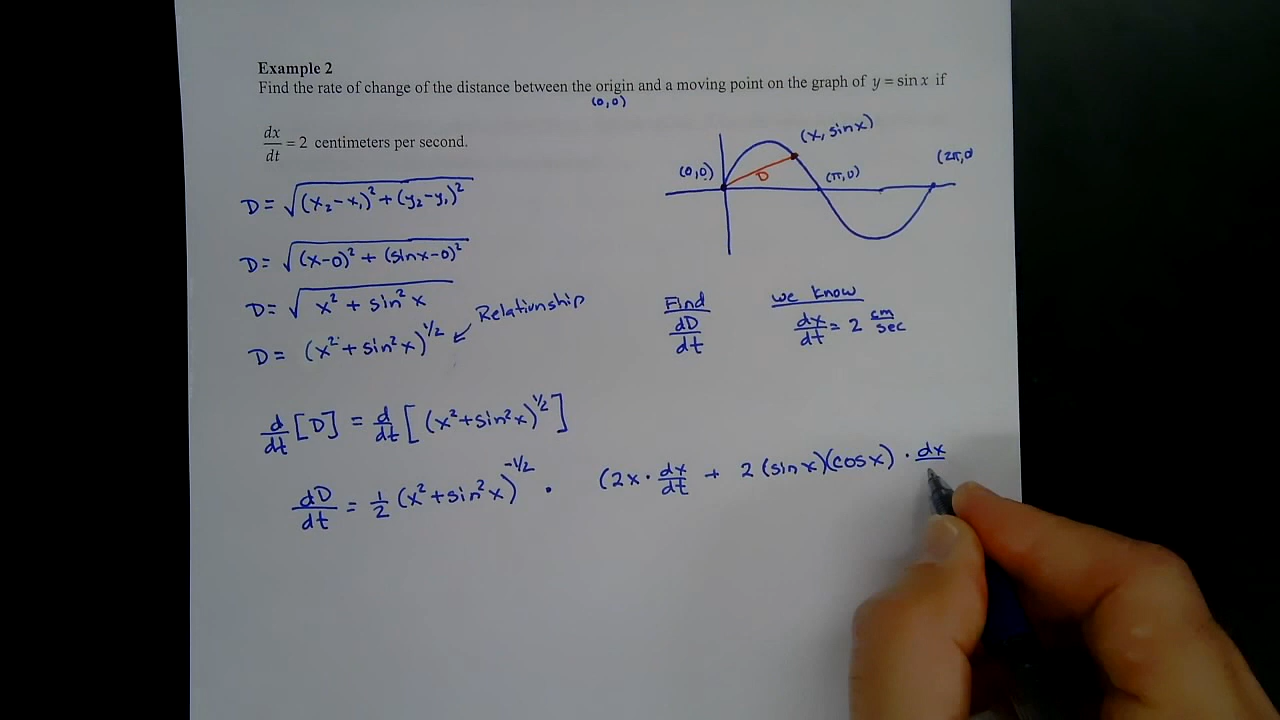 Example 2
Find the rate of change of the distance between the origin and a moving point on the graph of y = sin x if
(0,0)
dx/dt = 2 centimeters per second.
(x, sinx)
(0,0)
D
(π,0)
(2π,0
D = √((x₂-x₁)² + (y₂-y₁)²)
D = √((x-0)² + (sinx-0)²)
D = √(x² + sin²x)
Relationship
D = (x² + sin²x)^1/2
Find
dD/dt
we know
dx/dt = 2 cm/sec
d/dt [D] = d/dt [(x²+sin²x)^1/2]
dD/dt = 1/2 (x²+sin²x)^-1/2 · (2x · dx/dt + 2(sinx)(cosx) · dx